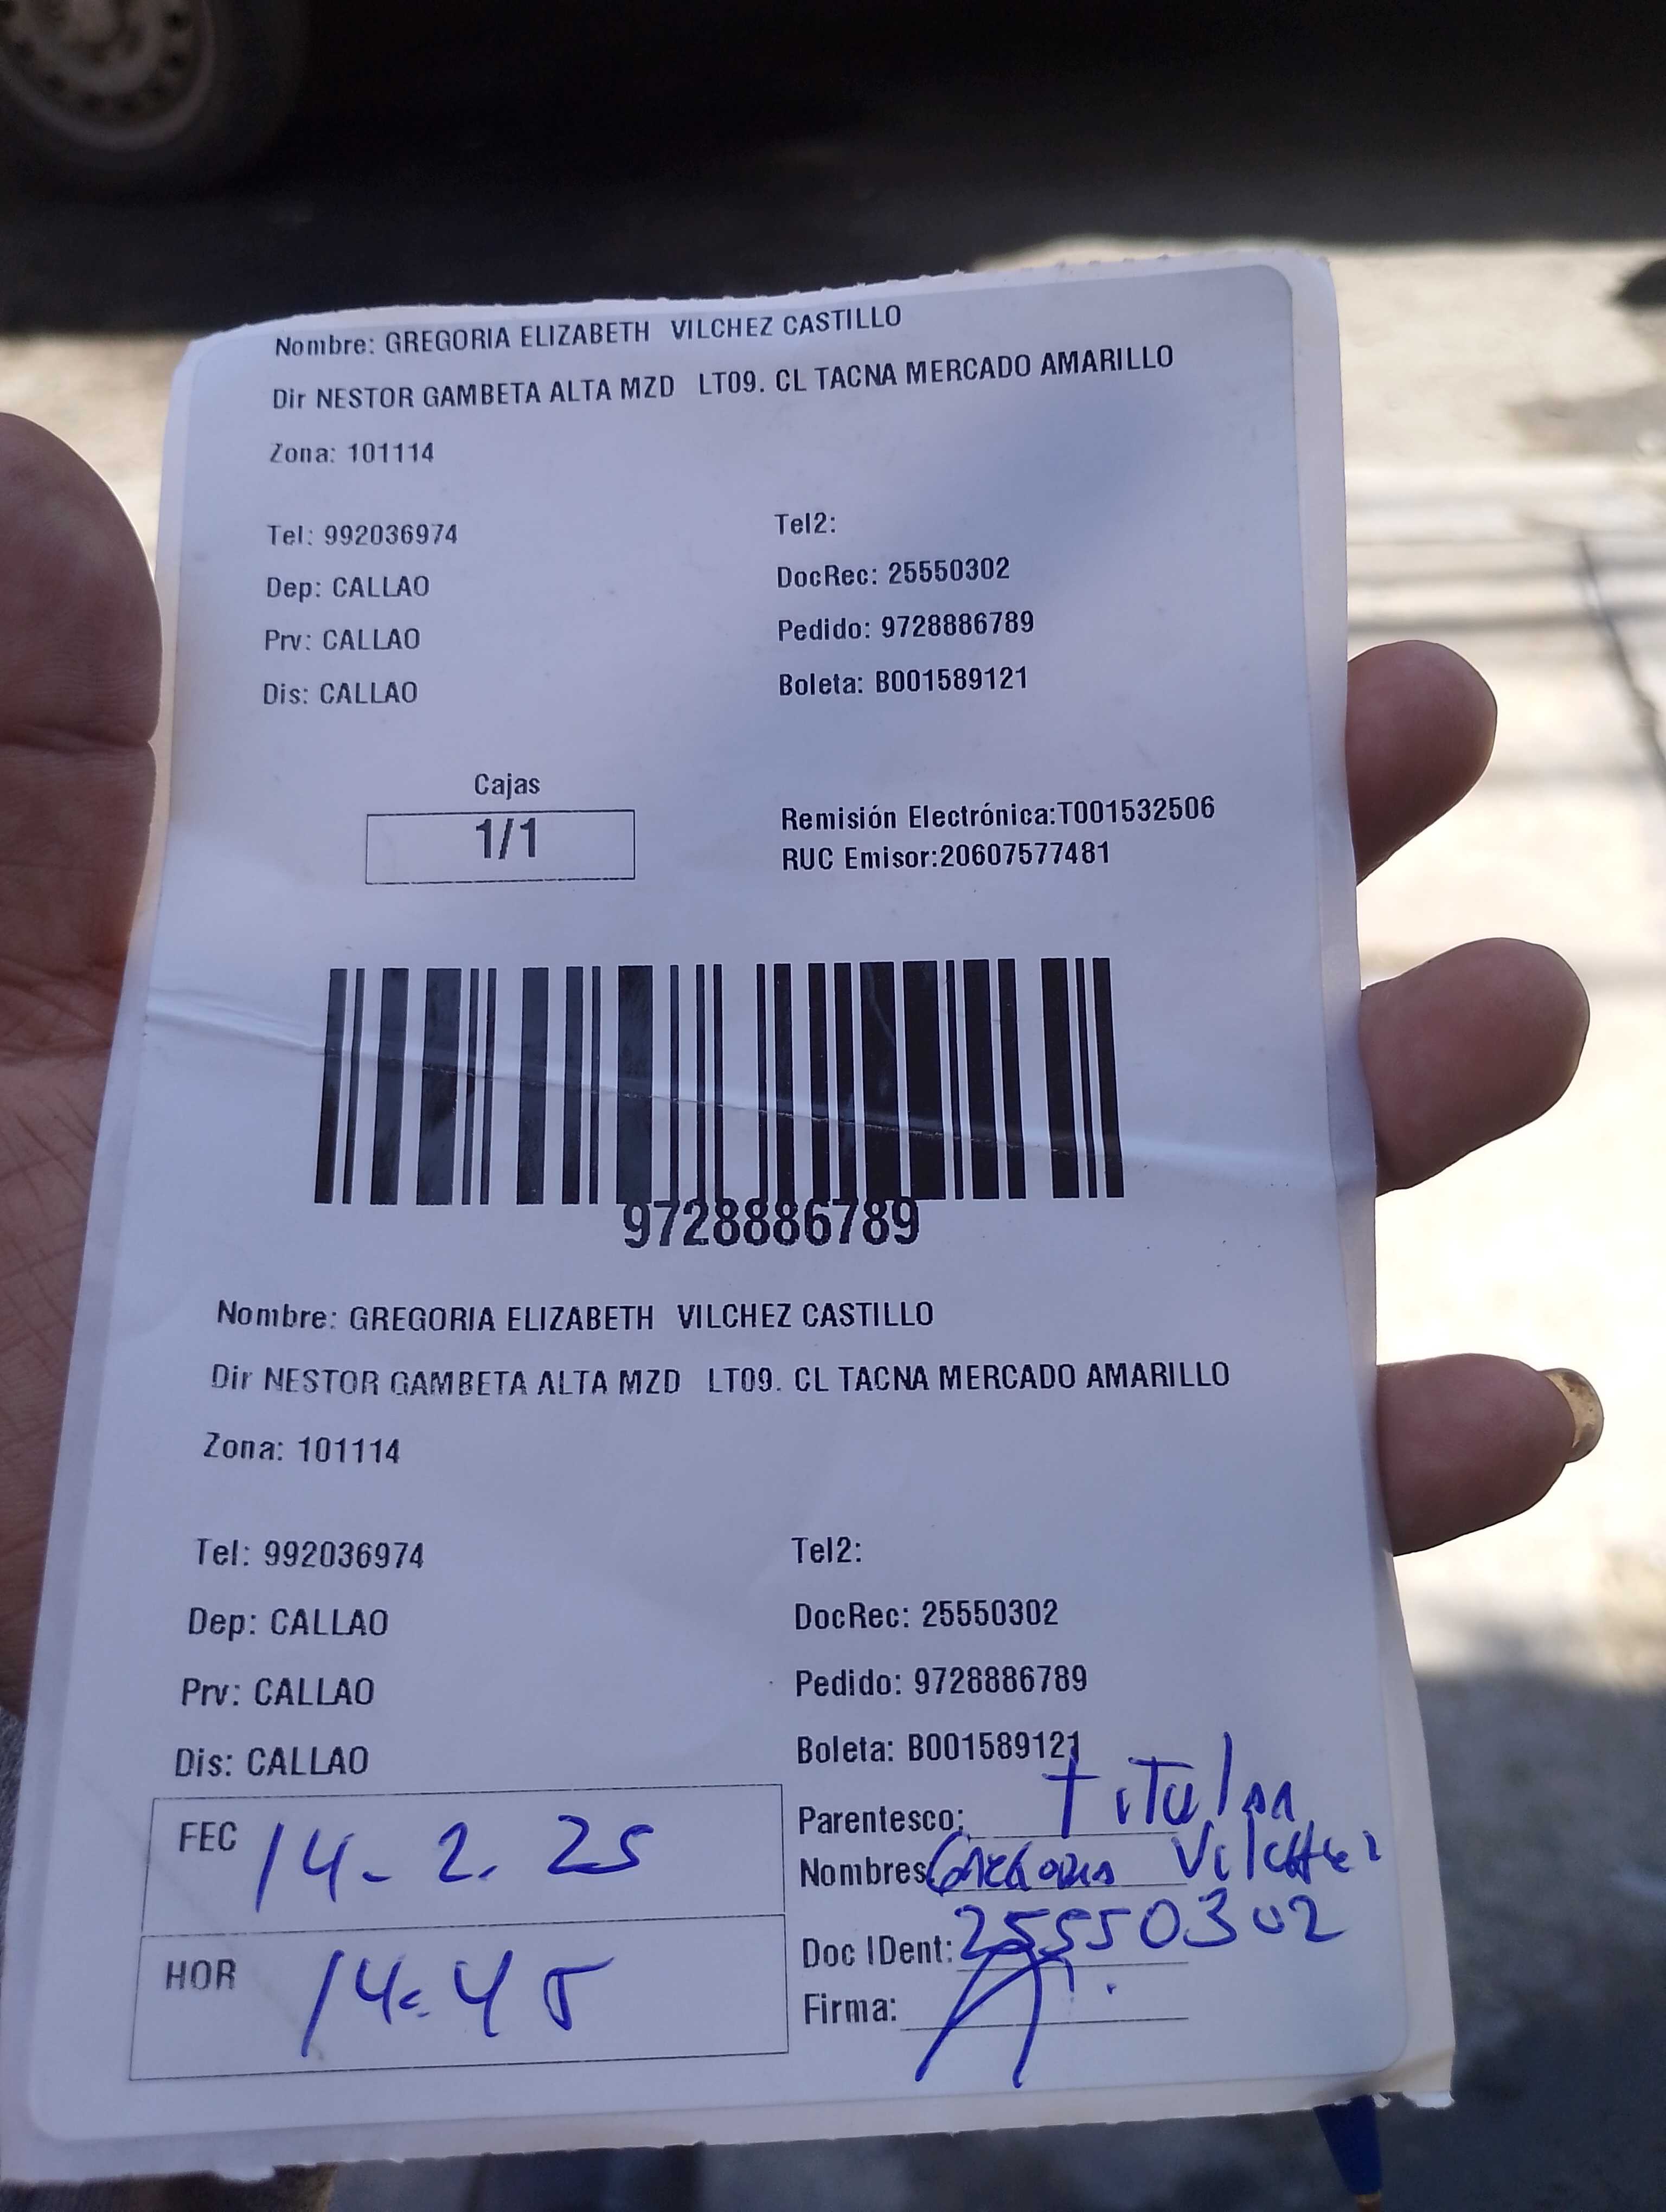 Nombre: GREGORIA ELIZABETH VILCHEZ CASTILLO
Dir NESTOR GAMBETA ALTA MZD LT09. CL TACNA MERCADO AMARILLO
Zona: 101114
Tel: 992036974 Tel2:
Dep: CALLAO DocRec: 25550302
Prv: CALLAO Pedido: 9728886789
Dis: CALLAO Boleta: B001589121
Cajas
1/1
Remisión Electrónica:T001532506
RUC Emisor:20607577481
9728886789
Nombre: GREGORIA ELIZABETH VILCHEZ CASTILLO
Dir NESTOR GAMBETA ALTA MZD LT09. CL TACNA MERCADO AMARILLO
Zona: 101114
Tel: 992036974 Tel2:
Dep: CALLAO DocRec: 25550302
Prv: CALLAO Pedido: 9728886789
Dis: CALLAO Boleta: B001589121
FEC 14-2.25
HOR 14:45
Parentesco: Titular
Nombres Vilchez
Doc IDent: 25550302
Firma: